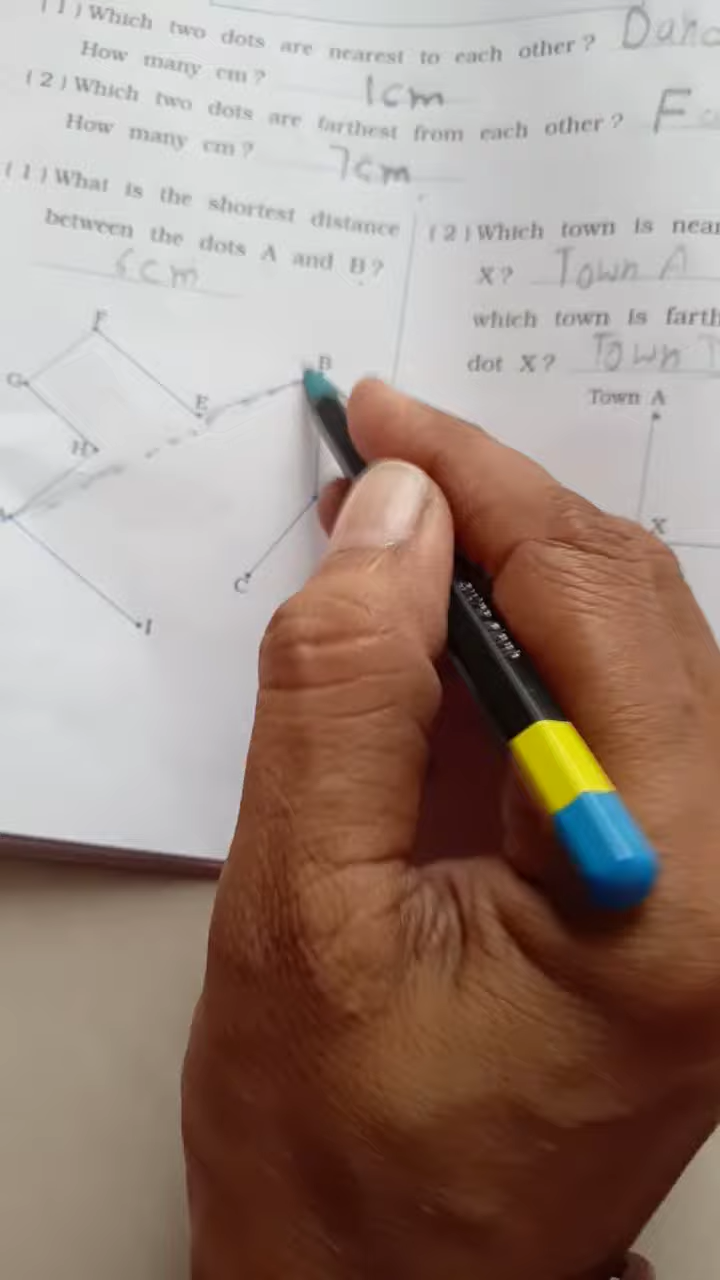 (1) Which two dots are nearest to each other?
How many cm? 1cm
(2) Which two dots are farthest from each other? F
How many cm? 7cm
(1) What is the shortest distance
between the dots A and B?
6cm
(2) Which town is
X? Town A
which town is
dot X? Town
Town A
X
F
B
G
E
H
C
I